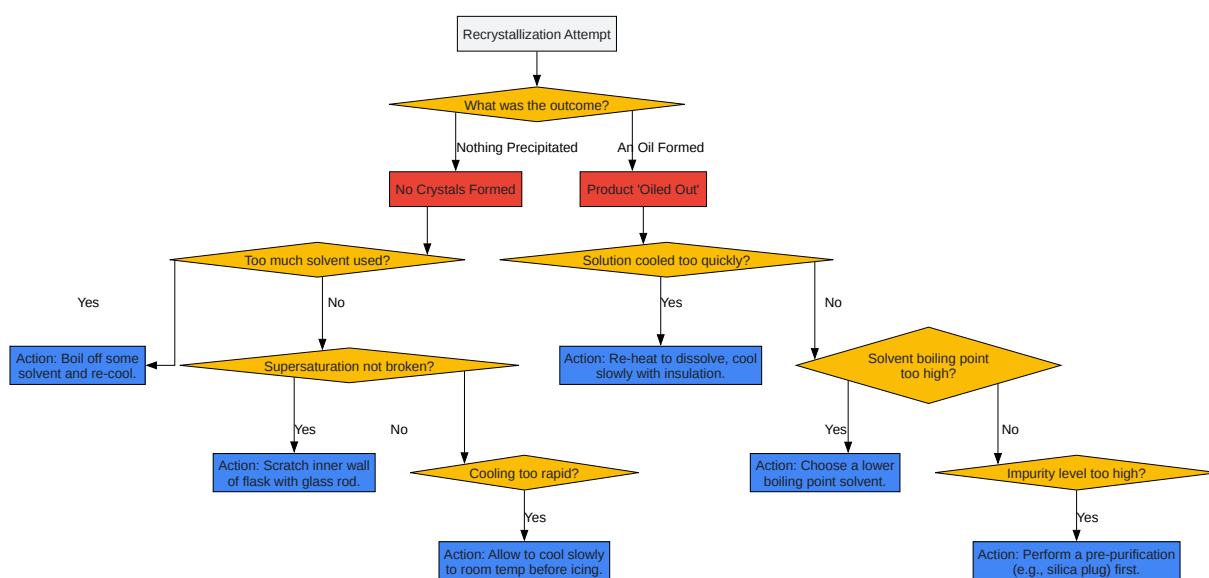 Recrystallization Attempt
What was the outcome?
Nothing Precipitated
An Oil Formed
No Crystals Formed
Product 'Oiled Out'
Too much solvent used?
Solution cooled too quickly?
Yes
No
Yes
No
Action: Boil off some
solvent and re-cool.
Supersaturation not broken?
Action: Re-heat to dissolve, cool
slowly with insulation.
Solvent boiling point
too high?
Yes
No
Yes
No
Action: Scratch inner wall
of flask with glass rod.
Cooling too rapid?
Action: Choose a lower
boiling point solvent.
Impurity level too high?
Yes
Yes
Action: Allow to cool slowly
to room temp before icing.
Action: Perform a pre-purification
(e.g., silica plug) first.